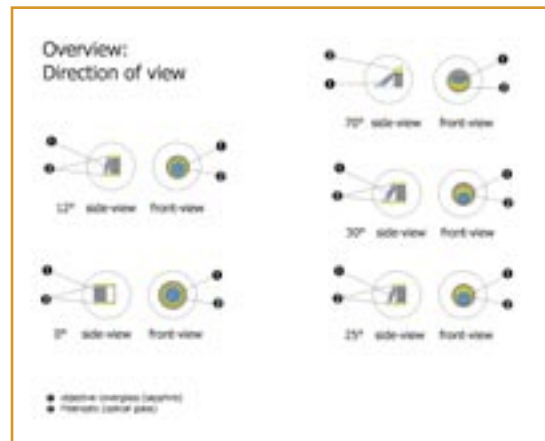 Overview:
Direction of view
70° side-view front-view
12° side-view front-view
30° side-view front-view
0° side-view front-view
25° side-view front-view
objective coverglass (sapphire)
Fiberoptic (optical glass)